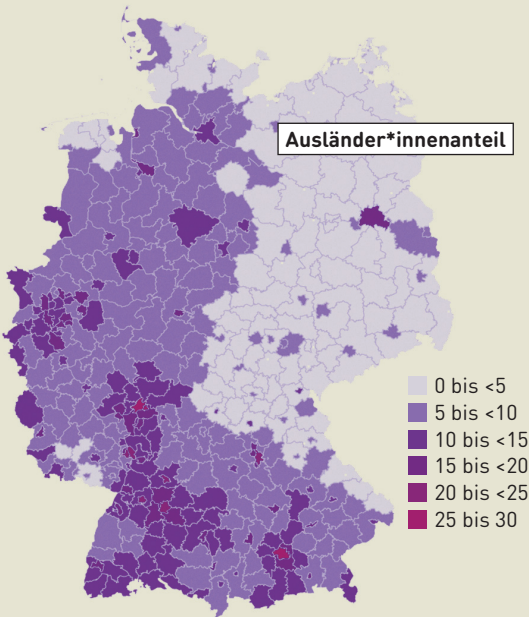 Ausländer*innenanteil
0 bis <5
5 bis <10
10 bis <15
15 bis <20
20 bis <25
25 bis 30